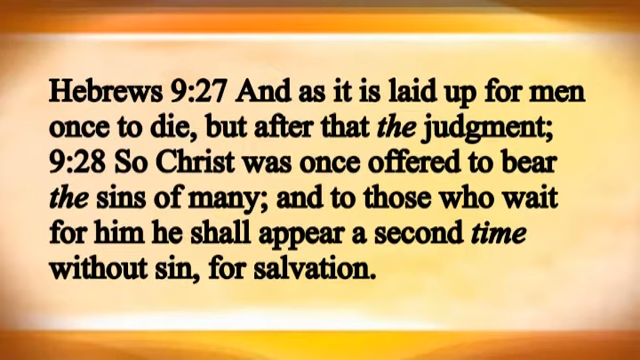 Hebrews 9:27 And as it is laid up for men
once to die, but after that the judgment;
9:28 So Christ was once offered to bear
the sins of many; and to those who wait
for him he shall appear a second time
without sin, for salvation.